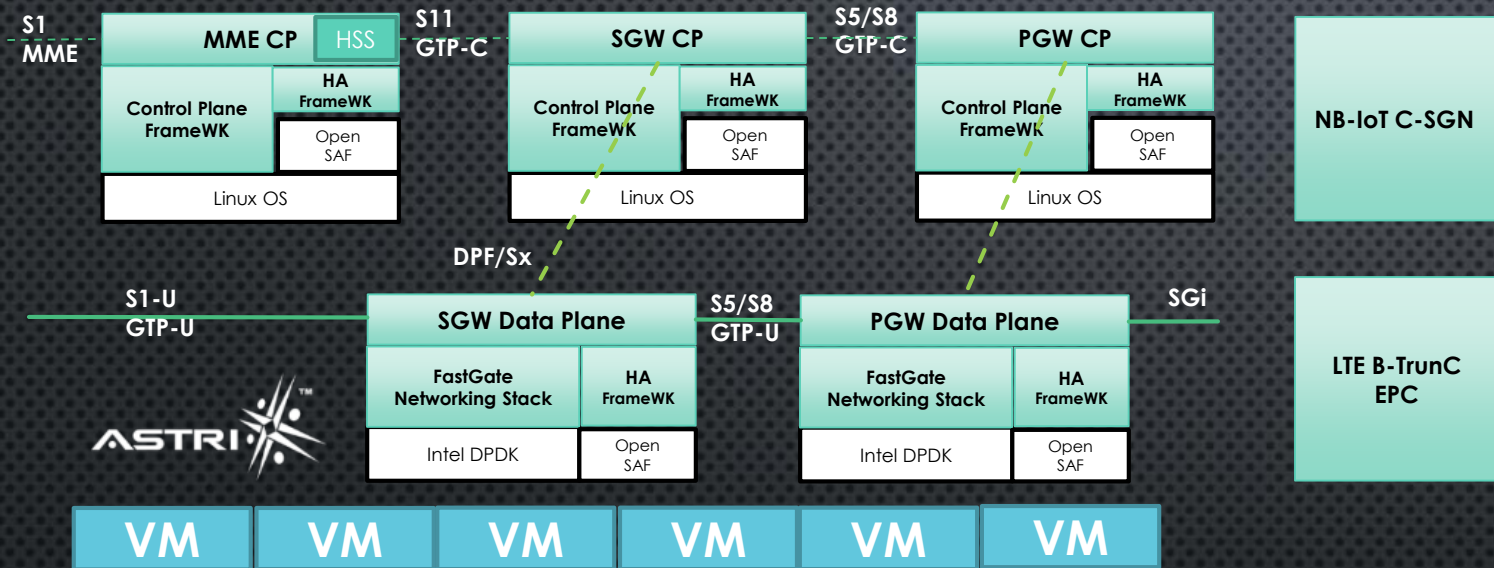 S1
MME
MME CP
HSS
Control Plane
FrameWK
HA
FrameWK
Open
SAF
Linux OS
S11
GTP-C
SGW CP
Control Plane
FrameWK
HA
FrameWK
Open
SAF
Linux OS
S5/S8
GTP-C
PGW CP
Control Plane
FrameWK
HA
FrameWK
Open
SAF
Linux OS
NB-IoT C-SGN
DPF/Sx
S1-U
GTP-U
SGW Data Plane
FastGate
Networking Stack
HA
FrameWK
Intel DPDK
Open
SAF
S5/S8
GTP-U
PGW Data Plane
FastGate
Networking Stack
HA
FrameWK
Intel DPDK
Open
SAF
SGi
LTE B-TrunC
EPC
ASTRI™
VM VM VM VM VM VM